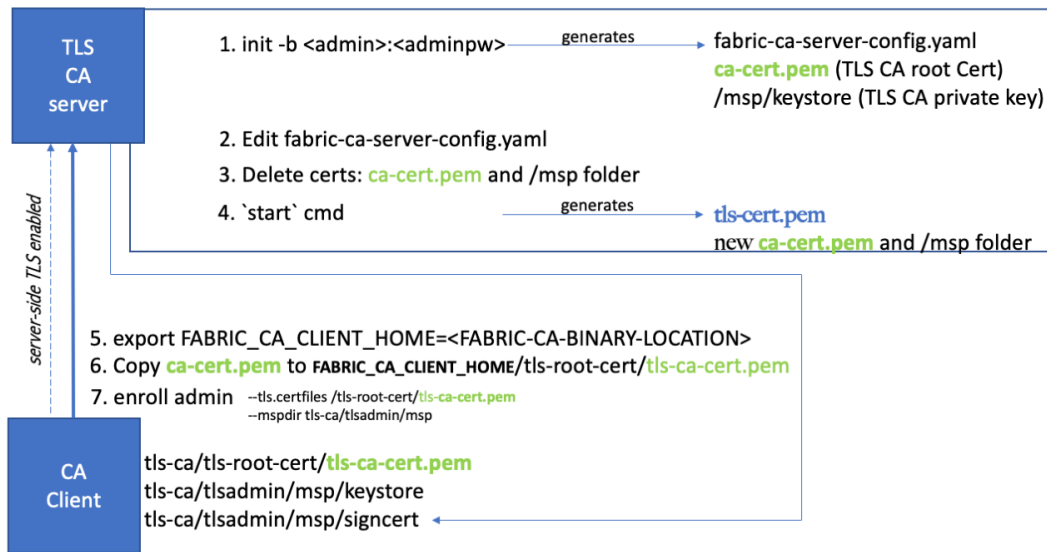 TLS
CA
server
1. init -b <admin>:<adminpw>
generates
fabric-ca-server-config.yaml
ca-cert.pem (TLS CA root Cert)
/msp/keystore (TLS CA private key)
2. Edit fabric-ca-server-config.yaml
3. Delete certs: ca-cert.pem and /msp folder
4. `start` cmd
generates
tls-cert.pem
new ca-cert.pem and /msp folder
server-side TLS enabled
5. export FABRIC_CA_CLIENT_HOME=<FABRIC-CA-BINARY-LOCATION>
6. Copy ca-cert.pem to FABRIC_CA_CLIENT_HOME/tls-root-cert/tls-ca-cert.pem
7. enroll admin --tls.certfiles /tls-root-cert/tls-ca-cert.pem
--mspdir tls-ca/tlsadmin/msp
CA
Client
tls-ca/tls-root-cert/tls-ca-cert.pem
tls-ca/tlsadmin/msp/keystore
tls-ca/tlsadmin/msp/signcert